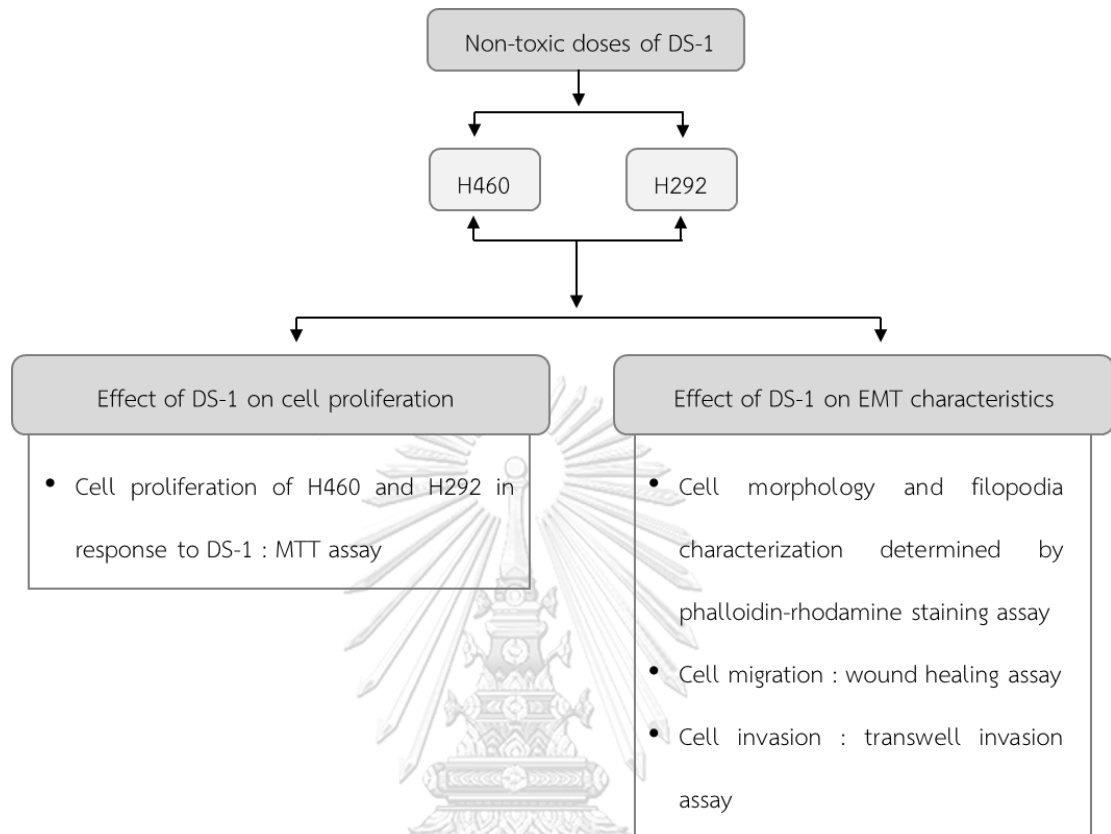 Non-toxic doses of DS-1
H460
H292
Effect of DS-1 on cell proliferation
• Cell proliferation of H460 and H292 in
response to DS-1 : MTT assay
Effect of DS-1 on EMT characteristics
• Cell morphology and filopodia
characterization determined by
phalloidin-rhodamine staining assay
• Cell migration : wound healing assay
• Cell invasion : transwell invasion
assay